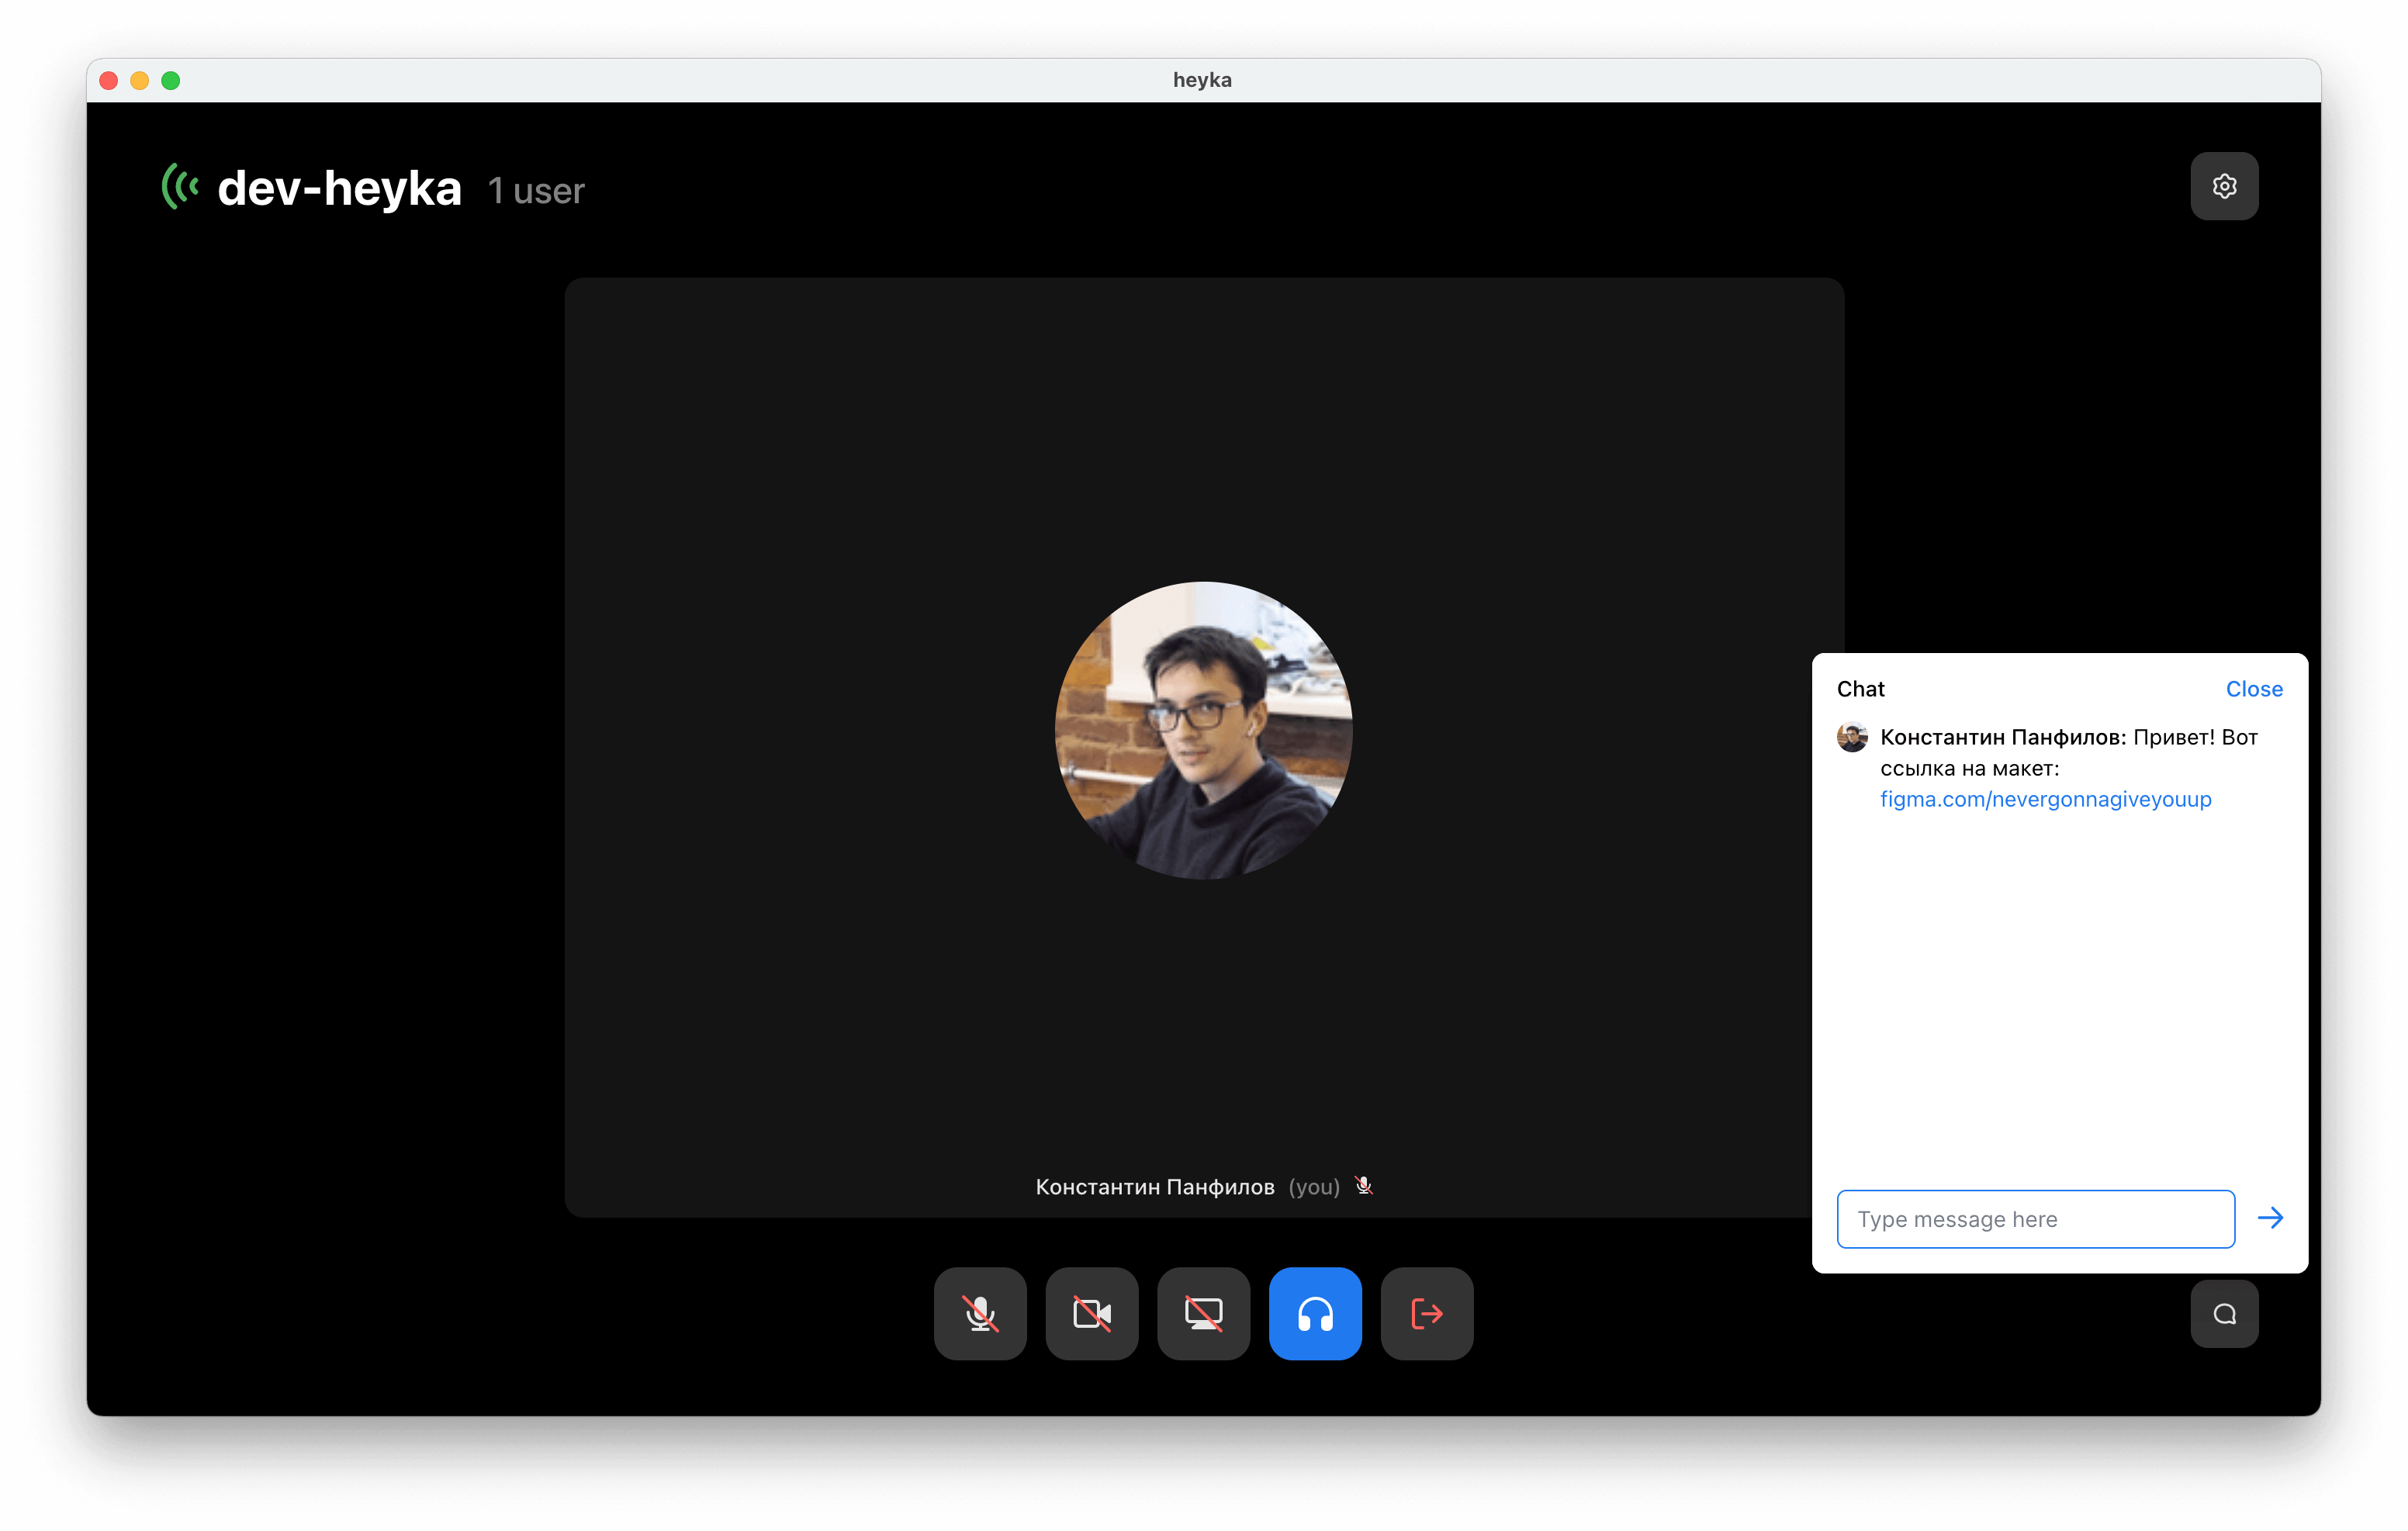 heyka
dev-heyka 1 user
Chat Close
Константин Панфилов: Привет! Вот
ссылка на макет:
figma.com/nevergonnagiveyouup
Константин Панфилов (you)
Type message here